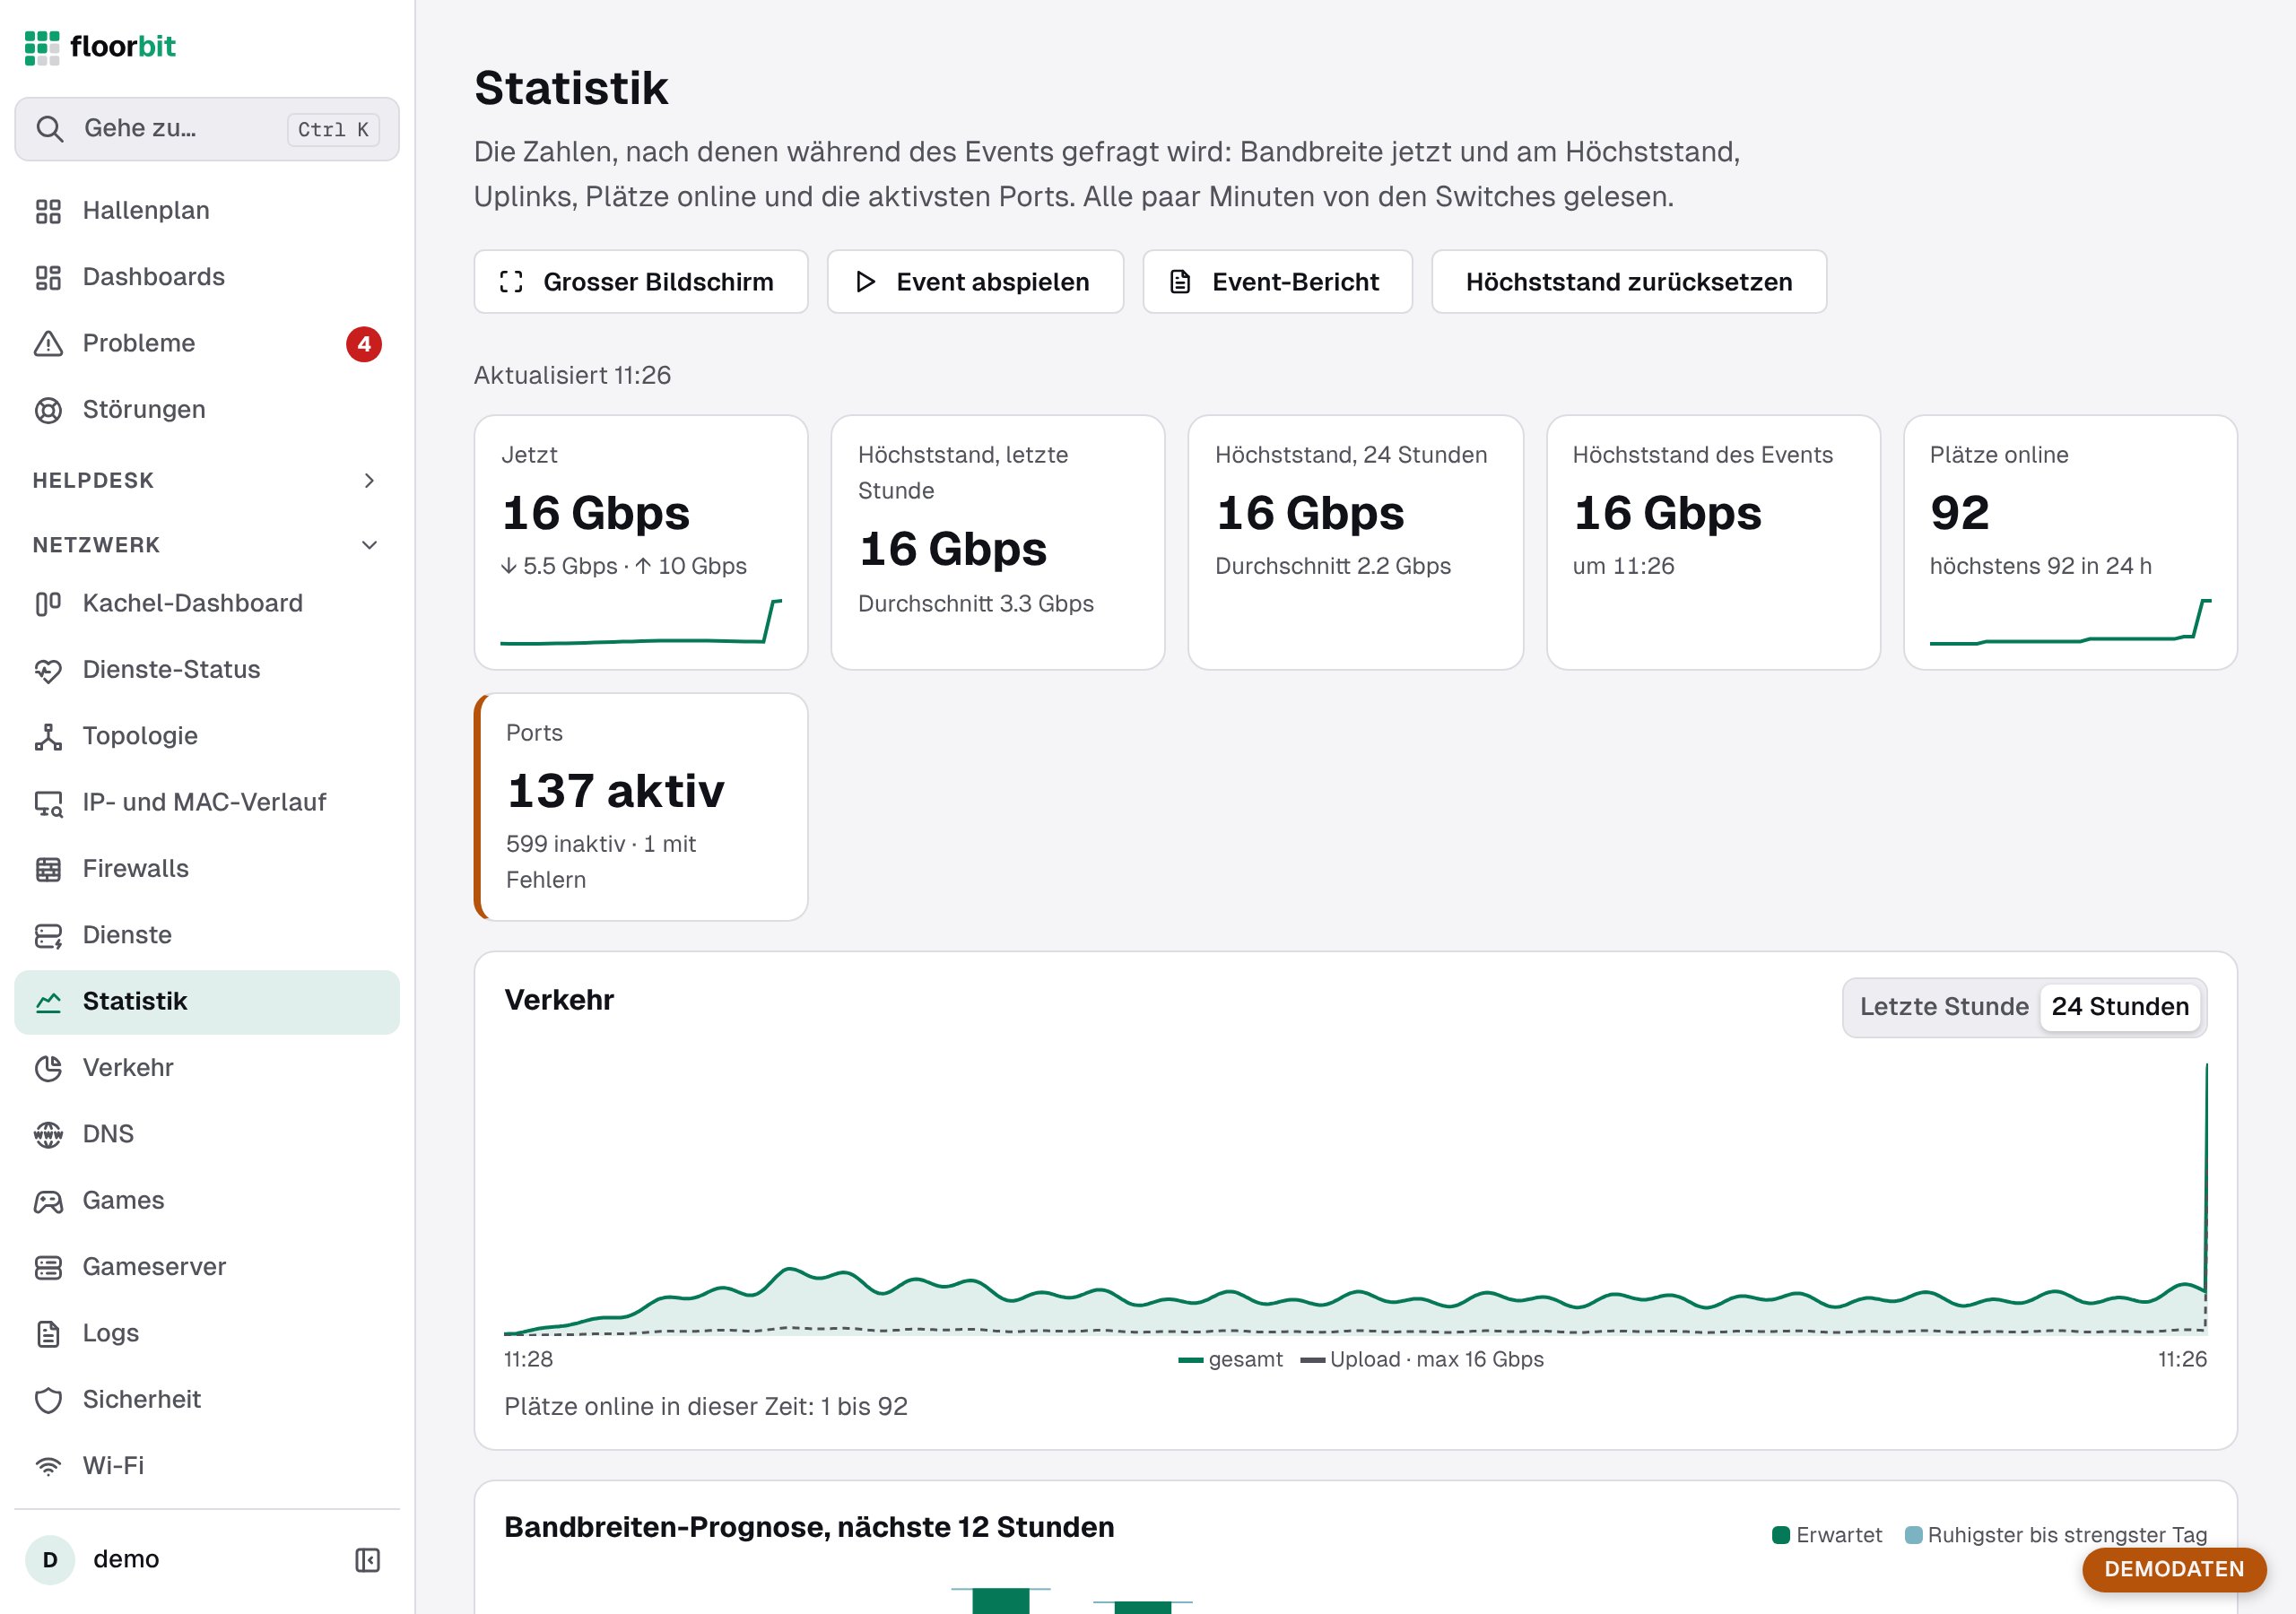 floorbit
Gehe zu...
Ctrl K
Hallenplan
Dashboards
Probleme
4
Störungen
HELPDESK
NETZWERK
Kachel-Dashboard
Dienste-Status
Topologie
IP- und MAC-Verlauf
Firewalls
Dienste
Statistik
Verkehr
DNS
Games
Gameserver
Logs
Sicherheit
Wi-Fi
D
demo
Statistik
Die Zahlen, nach denen während des Events gefragt wird: Bandbreite jetzt und am Höchststand,
Uplinks, Plätze online und die aktivsten Ports. Alle paar Minuten von den Switches gelesen.
Grosser Bildschirm
Event abspielen
Event-Bericht
Höchststand zurücksetzen
Aktualisiert 11:26
Jetzt
16 Gbps
↓ 5.5 Gbps · ↑ 10 Gbps
Höchststand, letzte
Stunde
16 Gbps
Durchschnitt 3.3 Gbps
Höchststand, 24 Stunden
16 Gbps
Durchschnitt 2.2 Gbps
Höchststand des Events
16 Gbps
um 11:26
Plätze online
92
höchstens 92 in 24 h
Ports
137 aktiv
599 inaktiv · 1 mit
Fehlern
Verkehr
Letzte Stunde
24 Stunden
11:28
gesamt
Upload · max 16 Gbps
11:26
Plätze online in dieser Zeit: 1 bis 92
Bandbreiten-Prognose, nächste 12 Stunden
Erwartet
Ruhigster bis strengster Tag
DEMODATEN